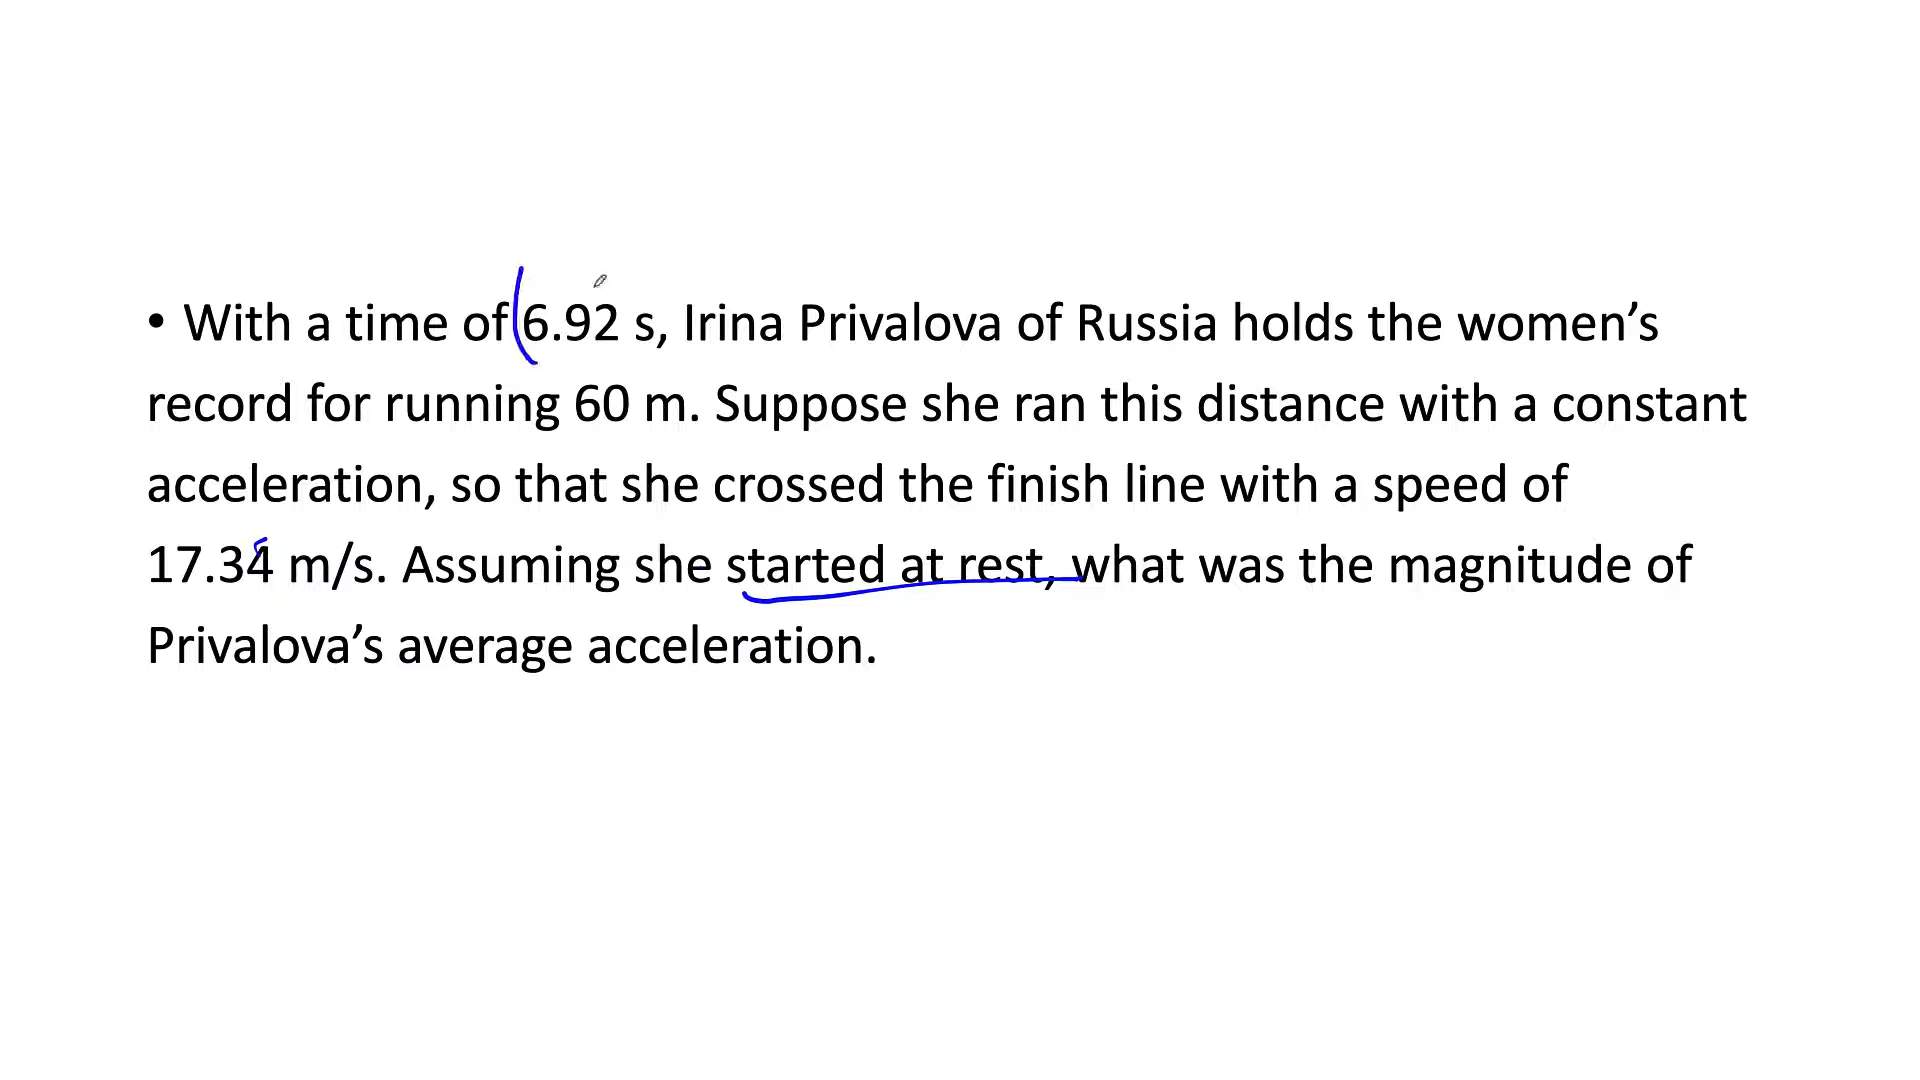 • With a time of 6.92 s, Irina Privalova of Russia holds the women’s
record for running 60 m. Suppose she ran this distance with a constant
acceleration, so that she crossed the finish line with a speed of
17.34 m/s. Assuming she started at rest, what was the magnitude of
Privalova’s average acceleration.